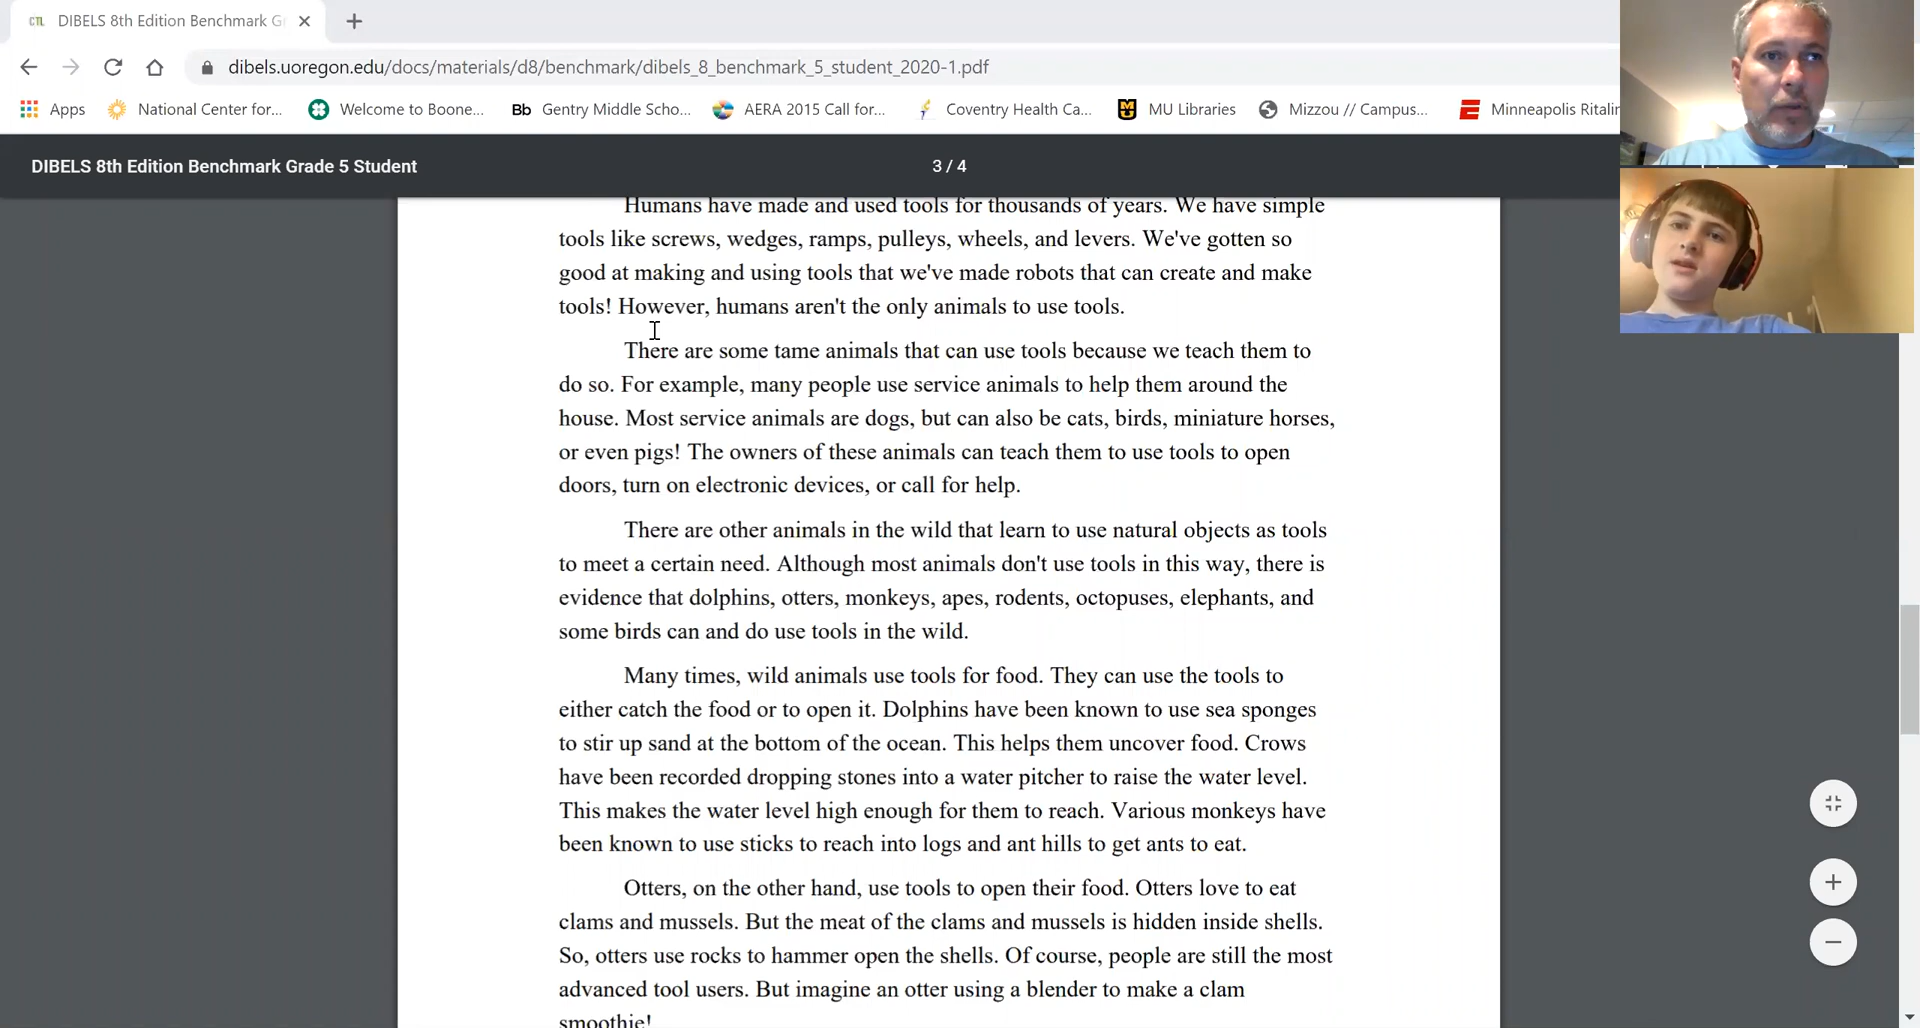 DIBELS 8th Edition Benchmark G
dibels.uoregon.edu/docs/materials/d8/benchmark/dibels_8_benchmark_5_student_2020-1.pdf
Apps National Center for... Welcome to Boone... Bb Gentry Middle Scho... AERA 2015 Call for... Coventry Health Ca... MU Libraries Mizzou // Campus... Minneapolis Ritalin
DIBELS 8th Edition Benchmark Grade 5 Student 3 / 4
Humans have made and used tools for thousands of years. We have simple
tools like screws, wedges, ramps, pulleys, wheels, and levers. We've gotten so
good at making and using tools that we've made robots that can create and make
tools! However, humans aren't the only animals to use tools.
There are some tame animals that can use tools because we teach them to
do so. For example, many people use service animals to help them around the
house. Most service animals are dogs, but can also be cats, birds, miniature horses,
or even pigs! The owners of these animals can teach them to use tools to open
doors, turn on electronic devices, or call for help.
There are other animals in the wild that learn to use natural objects as tools
to meet a certain need. Although most animals don't use tools in this way, there is
evidence that dolphins, otters, monkeys, apes, rodents, octopuses, elephants, and
some birds can and do use tools in the wild.
Many times, wild animals use tools for food. They can use the tools to
either catch the food or to open it. Dolphins have been known to use sea sponges
to stir up sand at the bottom of the ocean. This helps them uncover food. Crows
have been recorded dropping stones into a water pitcher to raise the water level.
This makes the water level high enough for them to reach. Various monkeys have
been known to use sticks to reach into logs and ant hills to get ants to eat.
Otters, on the other hand, use tools to open their food. Otters love to eat
clams and mussels. But the meat of the clams and mussels is hidden inside shells.
So, otters use rocks to hammer open the shells. Of course, people are still the most
advanced tool users. But imagine an otter using a blender to make a clam
smoothie!